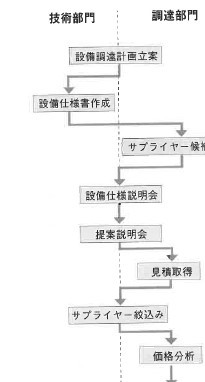 技術部門
調達部門
設備調達計画立案
設備仕様書作成
サプライヤー候補
設備仕様説明会
提案説明会
見積取得
サプライヤー絞込み
価格分析